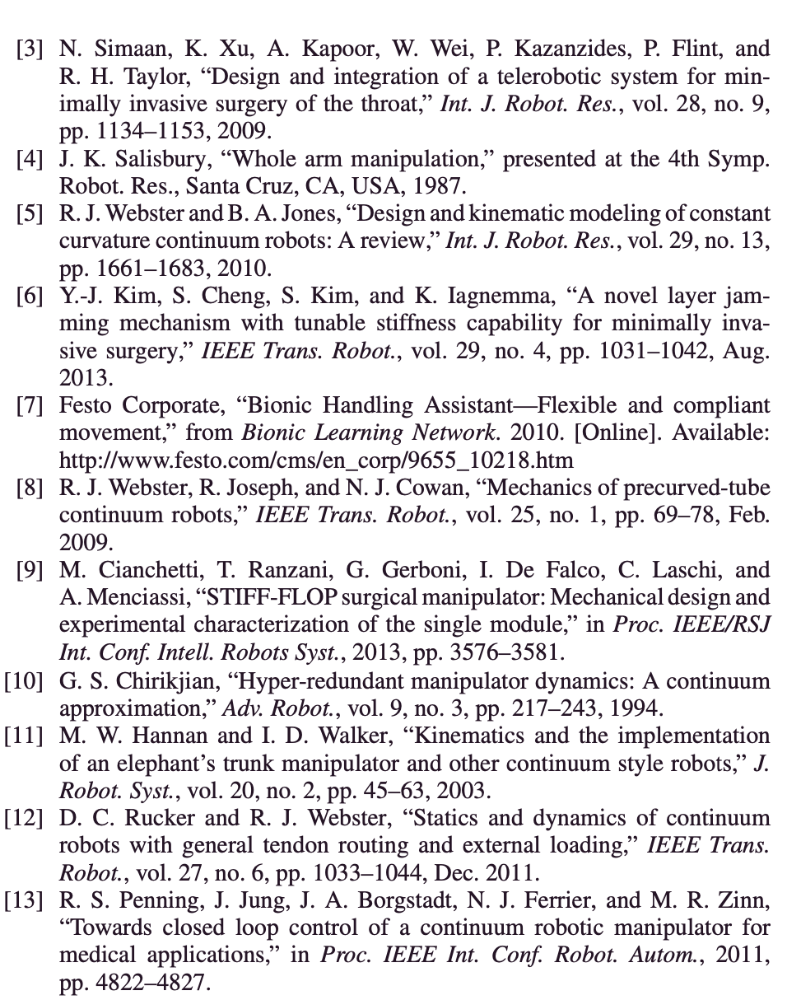 [3] N. Simaan, K. Xu, A. Kapoor, W. Wei, P. Kazanzides, P. Flint, and
R. H. Taylor, “Design and integration of a telerobotic system for min-
imally invasive surgery of the throat,” Int. J. Robot. Res., vol. 28, no. 9,
pp. 1134–1153, 2009.
[4] J. K. Salisbury, “Whole arm manipulation,” presented at the 4th Symp.
Robot. Res., Santa Cruz, CA, USA, 1987.
[5] R. J. Webster and B. A. Jones, “Design and kinematic modeling of constant
curvature continuum robots: A review,” Int. J. Robot. Res., vol. 29, no. 13,
pp. 1661–1683, 2010.
[6] Y.-J. Kim, S. Cheng, S. Kim, and K. Iagnemma, “A novel layer jam-
ming mechanism with tunable stiffness capability for minimally inva-
sive surgery,” IEEE Trans. Robot., vol. 29, no. 4, pp. 1031–1042, Aug.
2013.
[7] Festo Corporate, “Bionic Handling Assistant—Flexible and compliant
movement,” from Bionic Learning Network. 2010. [Online]. Available:
http://www.festo.com/cms/en_corp/9655_10218.htm
[8] R. J. Webster, R. Joseph, and N. J. Cowan, “Mechanics of precurved-tube
continuum robots,” IEEE Trans. Robot., vol. 25, no. 1, pp. 69–78, Feb.
2009.
[9] M. Cianchetti, T. Ranzani, G. Gerboni, I. De Falco, C. Laschi, and
A. Menciassi, “STIFF-FLOP surgical manipulator: Mechanical design and
experimental characterization of the single module,” in Proc. IEEE/RSJ
Int. Conf. Intell. Robots Syst., 2013, pp. 3576–3581.
[10] G. S. Chirikjian, “Hyper-redundant manipulator dynamics: A continuum
approximation,” Adv. Robot., vol. 9, no. 3, pp. 217–243, 1994.
[11] M. W. Hannan and I. D. Walker, “Kinematics and the implementation
of an elephant’s trunk manipulator and other continuum style robots,” J.
Robot. Syst., vol. 20, no. 2, pp. 45–63, 2003.
[12] D. C. Rucker and R. J. Webster, “Statics and dynamics of continuum
robots with general tendon routing and external loading,” IEEE Trans.
Robot., vol. 27, no. 6, pp. 1033–1044, Dec. 2011.
[13] R. S. Penning, J. Jung, J. A. Borgstadt, N. J. Ferrier, and M. R. Zinn,
“Towards closed loop control of a continuum robotic manipulator for
medical applications,” in Proc. IEEE Int. Conf. Robot. Autom., 2011,
pp. 4822–4827.